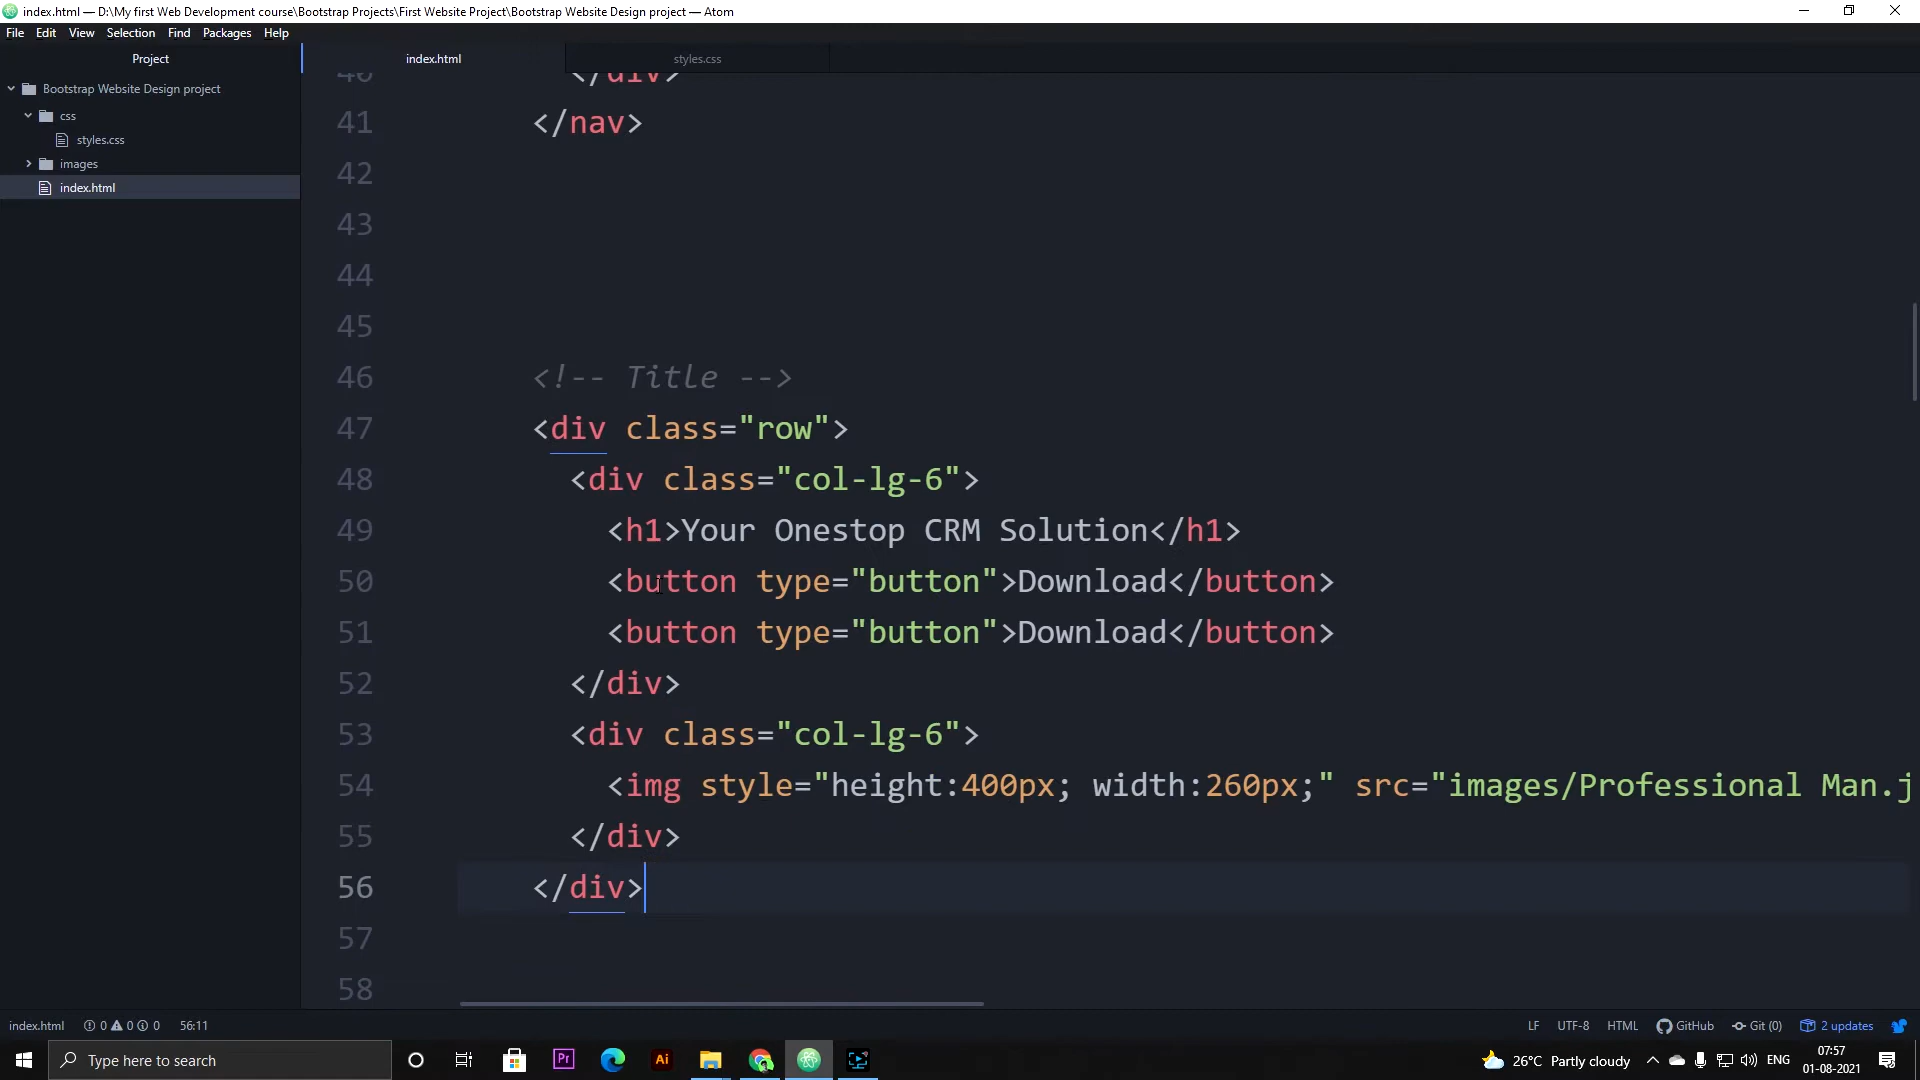 index.html — D:\My first Web Development course\Bootstrap Projects\First Website Project\Bootstrap Website Design project — Atom
File Edit View Selection Find Packages Help
Project
index.html
styles.css
Bootstrap Website Design project
css
styles.css
images
index.html
40 </div>
41 </nav>
42
43
44
45
46 <!-- Title -->
47 <div class="row">
48 <div class="col-lg-6">
49 <h1>Your Onestop CRM Solution</h1>
50 <button type="button">Download</button>
51 <button type="button">Download</button>
52 </div>
53 <div class="col-lg-6">
54 <img style="height:400px; width:260px;" src="images/Professional Man.j
55 </div>
56 </div>
57
58
index.html 0 0 0 56:11
LF UTF-8 HTML GitHub Git (0) 2 updates
Type here to search
Pr
Ai
26°C Partly cloudy
ENG
07:57
01-08-2021